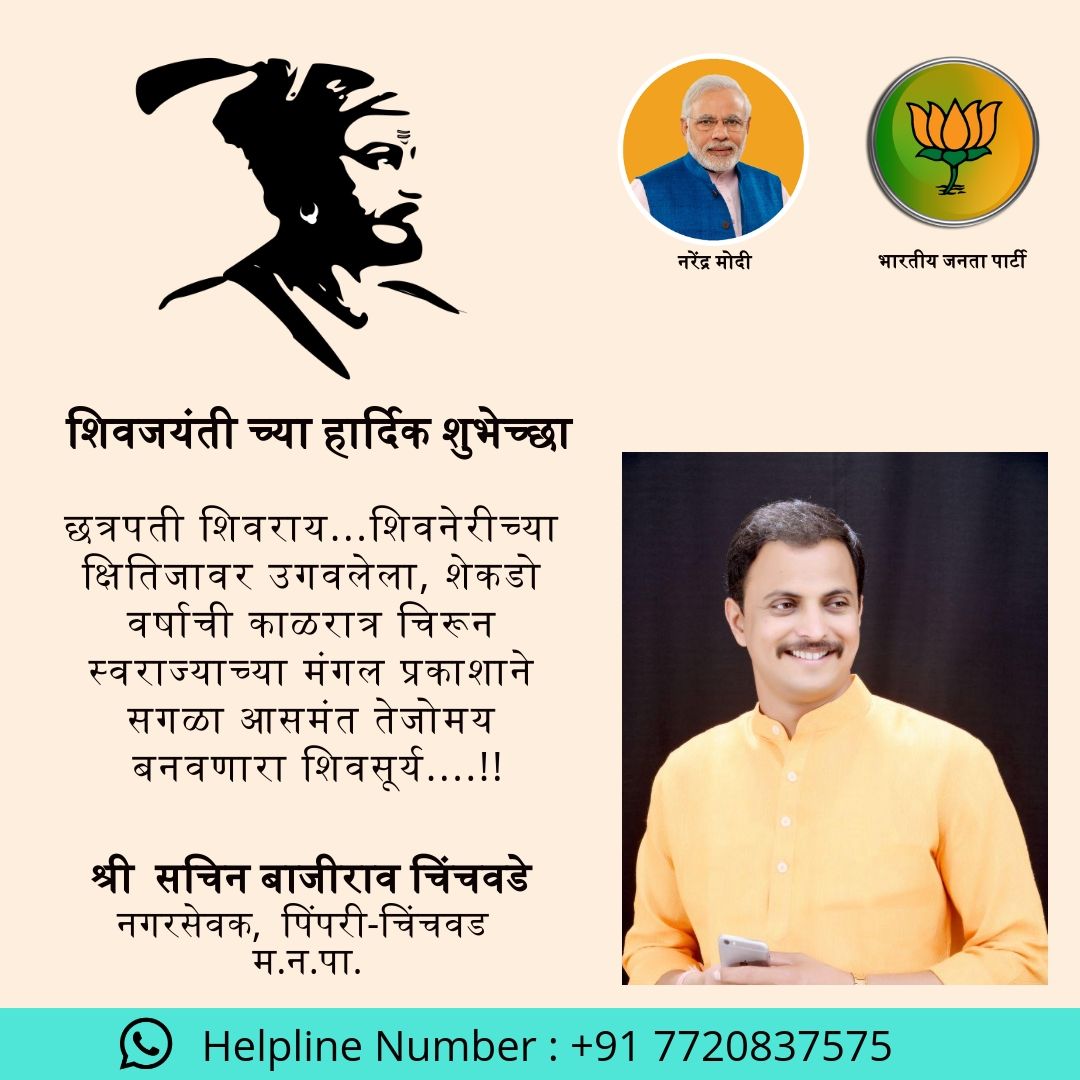 नरेंद्र मोदी
भारतीय जनता पार्टी
शिवजयंती च्या हार्दिक शुभेच्छा
छत्रपती शिवराय...शिवनेरीच्या
क्षितिजावर उगवलेला, शेकडो
वर्षाची काळरात्र चिरून
स्वराज्याच्या मंगल प्रकाशाने
सगळा आसमंत तेजोमय
बनवणारा शिवसूर्य....!!
श्री सचिन बाजीराव चिंचवडे
नगरसेवक, पिंपरी-चिंचवड
म.न.पा.
Helpline Number : +91 7720837575